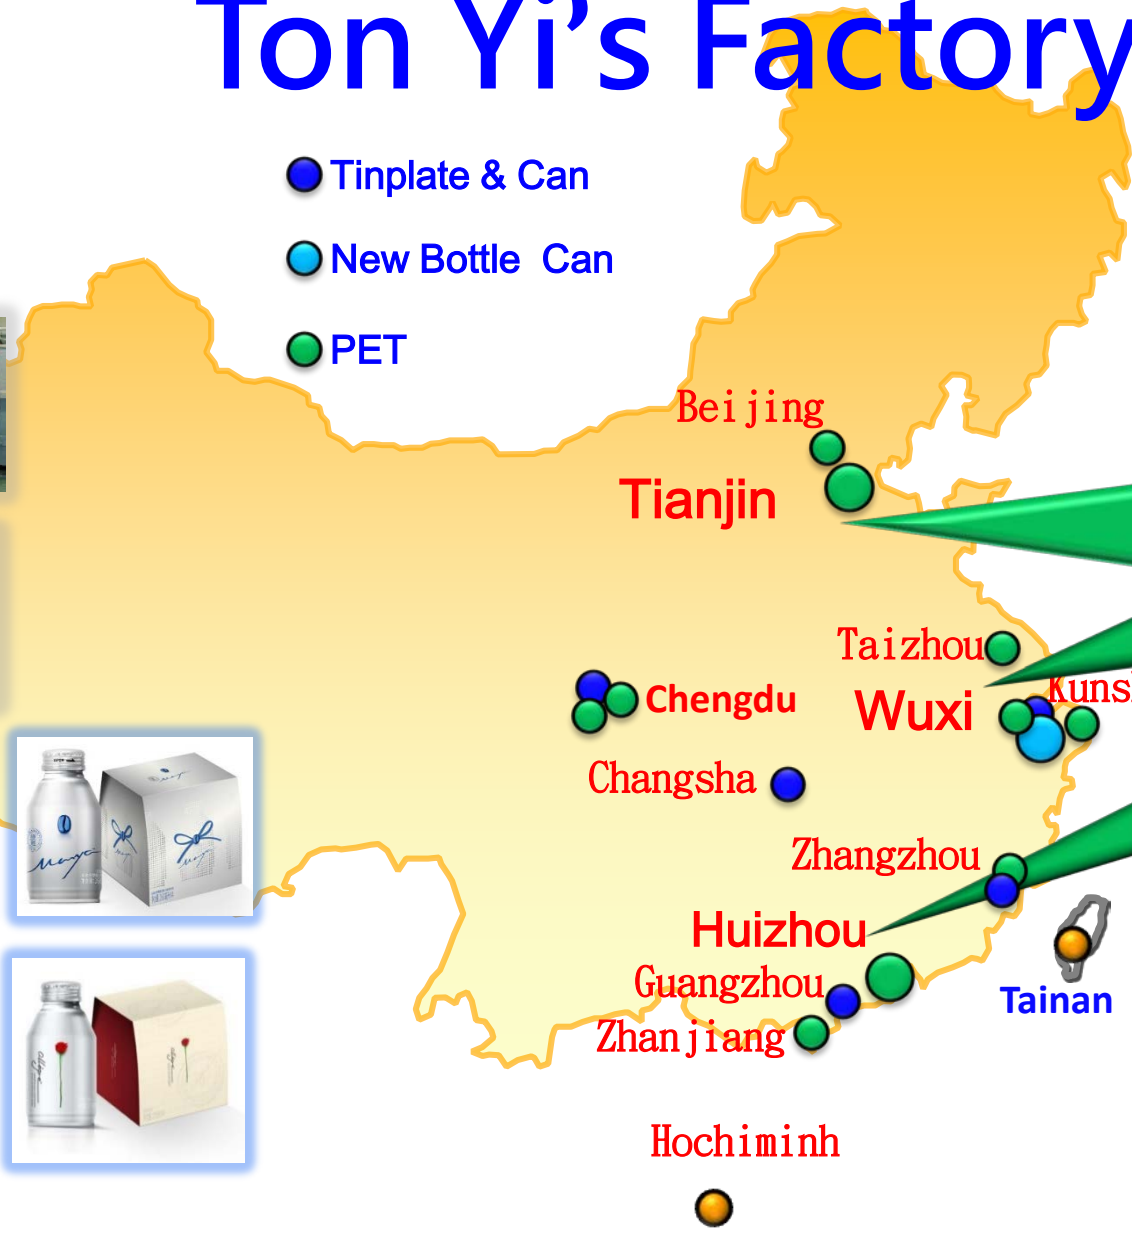 Ton Yi’s Factory
Tinplate & Can
New Bottle Can
PET
Beijing
Tianjin
Taizhou
Chengdu
Wuxi
Changsha
Zhangzhou
Huizhou
Guangzhou
Tainan
Zhanjiang
Hochiminh